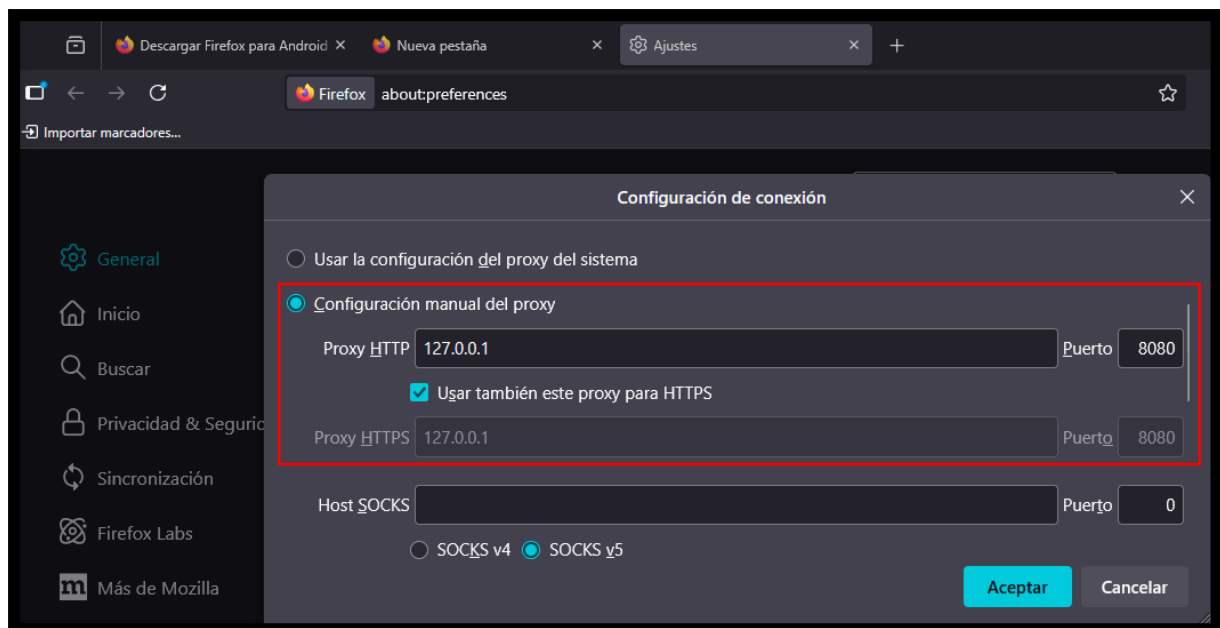 Descargar Firefox para Android
Nueva pestaña
Ajustes
Firefox about:preferences
Importar marcadores...
Configuración de conexión
General
Inicio
Buscar
Privacidad & Segurid
Sincronización
Firefox Labs
m Más de Mozilla
Usar la configuración del proxy del sistema
Configuración manual del proxy
Proxy HTTP 127.0.0.1 Puerto 8080
Usar también este proxy para HTTPS
Proxy HTTPS 127.0.0.1 Puerto 8080
Host SOCKS Puerto 0
SOCKS v4 SOCKS v5
Aceptar Cancelar